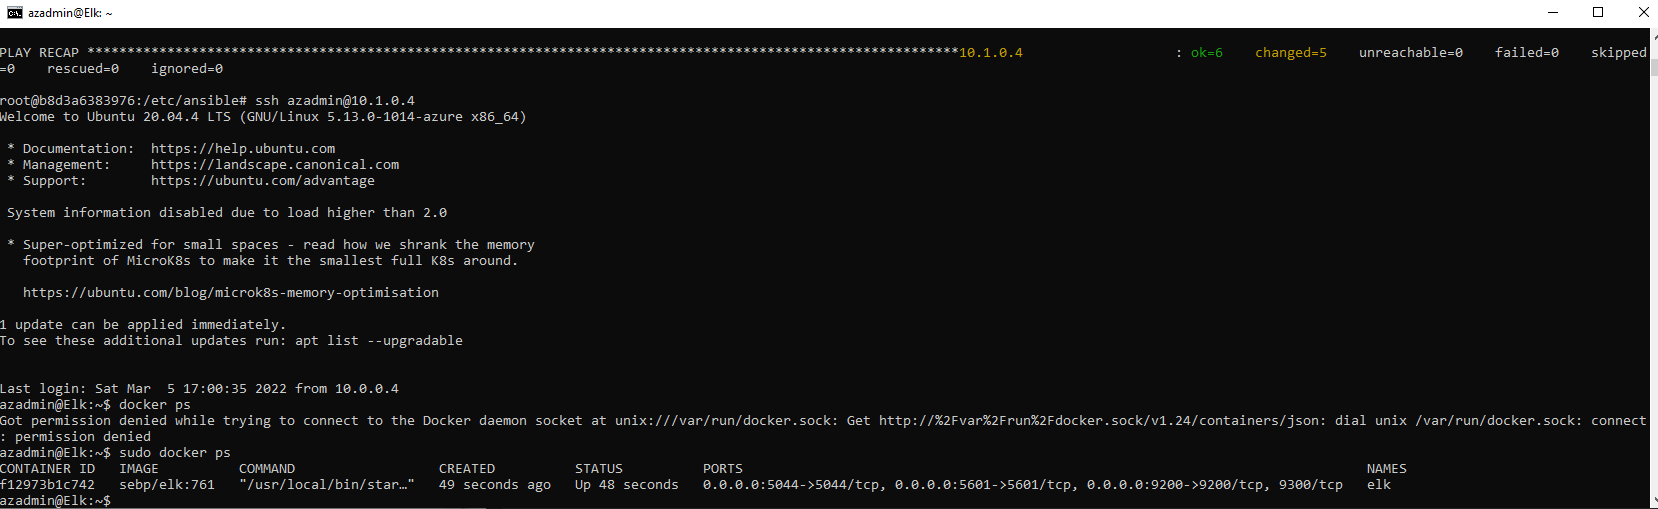 azadmin@Elk: ~
PLAY RECAP *************************************************************************************************************10.1.0.4                   : ok=6    changed=5    unreachable=0    failed=0    skipped
=0    rescued=0    ignored=0
root@b8d3a6383976:/etc/ansible# ssh azadmin@10.1.0.4
Welcome to Ubuntu 20.04.4 LTS (GNU/Linux 5.13.0-1014-azure x86_64)
 * Documentation:  https://help.ubuntu.com
 * Management:     https://landscape.canonical.com
 * Support:        https://ubuntu.com/advantage
 System information disabled due to load higher than 2.0
 * Super-optimized for small spaces - read how we shrank the memory
   footprint of MicroK8s to make it the smallest full K8s around.
   https://ubuntu.com/blog/microk8s-memory-optimisation
1 update can be applied immediately.
To see these additional updates run: apt list --upgradable
Last login: Sat Mar  5 17:00:35 2022 from 10.0.0.4
azadmin@Elk:~$ docker ps
Got permission denied while trying to connect to the Docker daemon socket at unix:///var/run/docker.sock: Get http://%2Fvar%2Frun%2Fdocker.sock/v1.24/containers/json: dial unix /var/run/docker.sock: connect
: permission denied
azadmin@Elk:~$ sudo docker ps
CONTAINER ID   IMAGE          COMMAND                  CREATED          STATUS          PORTS                                                                              NAMES
f12973b1c742   sebp/elk:761   "/usr/local/bin/star…"   49 seconds ago   Up 48 seconds   0.0.0.0:5044->5044/tcp, 0.0.0.0:5601->5601/tcp, 0.0.0.0:9200->9200/tcp, 9300/tcp   elk
azadmin@Elk:~$